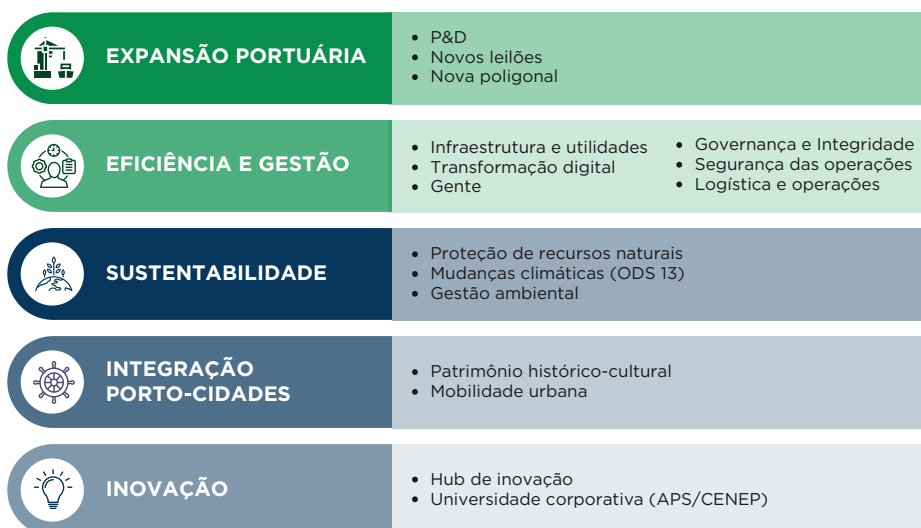 EXPANSÃO PORTUÁRIA
• P&D
• Novos leilões
• Nova poligonal
EFICIÊNCIA E GESTÃO
• Infraestrutura e utilidades
• Transformação digital
• Gente
• Governança e Integridade
• Segurança das operações
• Logística e operações
SUSTENTABILIDADE
• Proteção de recursos naturais
• Mudanças climáticas (ODS 13)
• Gestão ambiental
INTEGRAÇÃO
PORTO-CIDADES
• Patrimônio histórico-cultural
• Mobilidade urbana
INOVAÇÃO
• Hub de inovação
• Universidade corporativa (APS/CENEP)